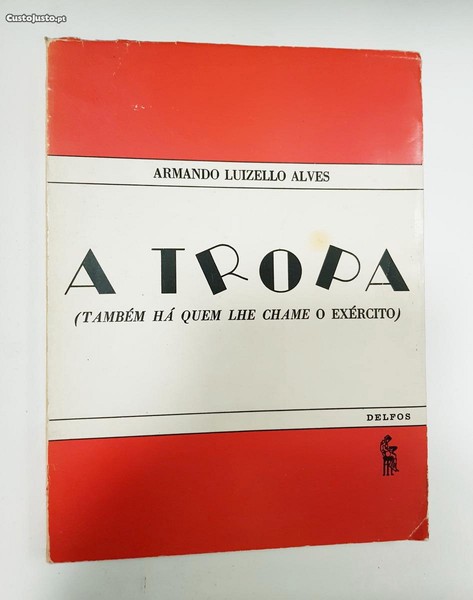 CustoJusto.pt
ARMANDO LUIZELLO ALVES
A TROPA
(TAMBÉM HÁ QUEM LHE CHAME O EXÉRCITO)
DELFOS